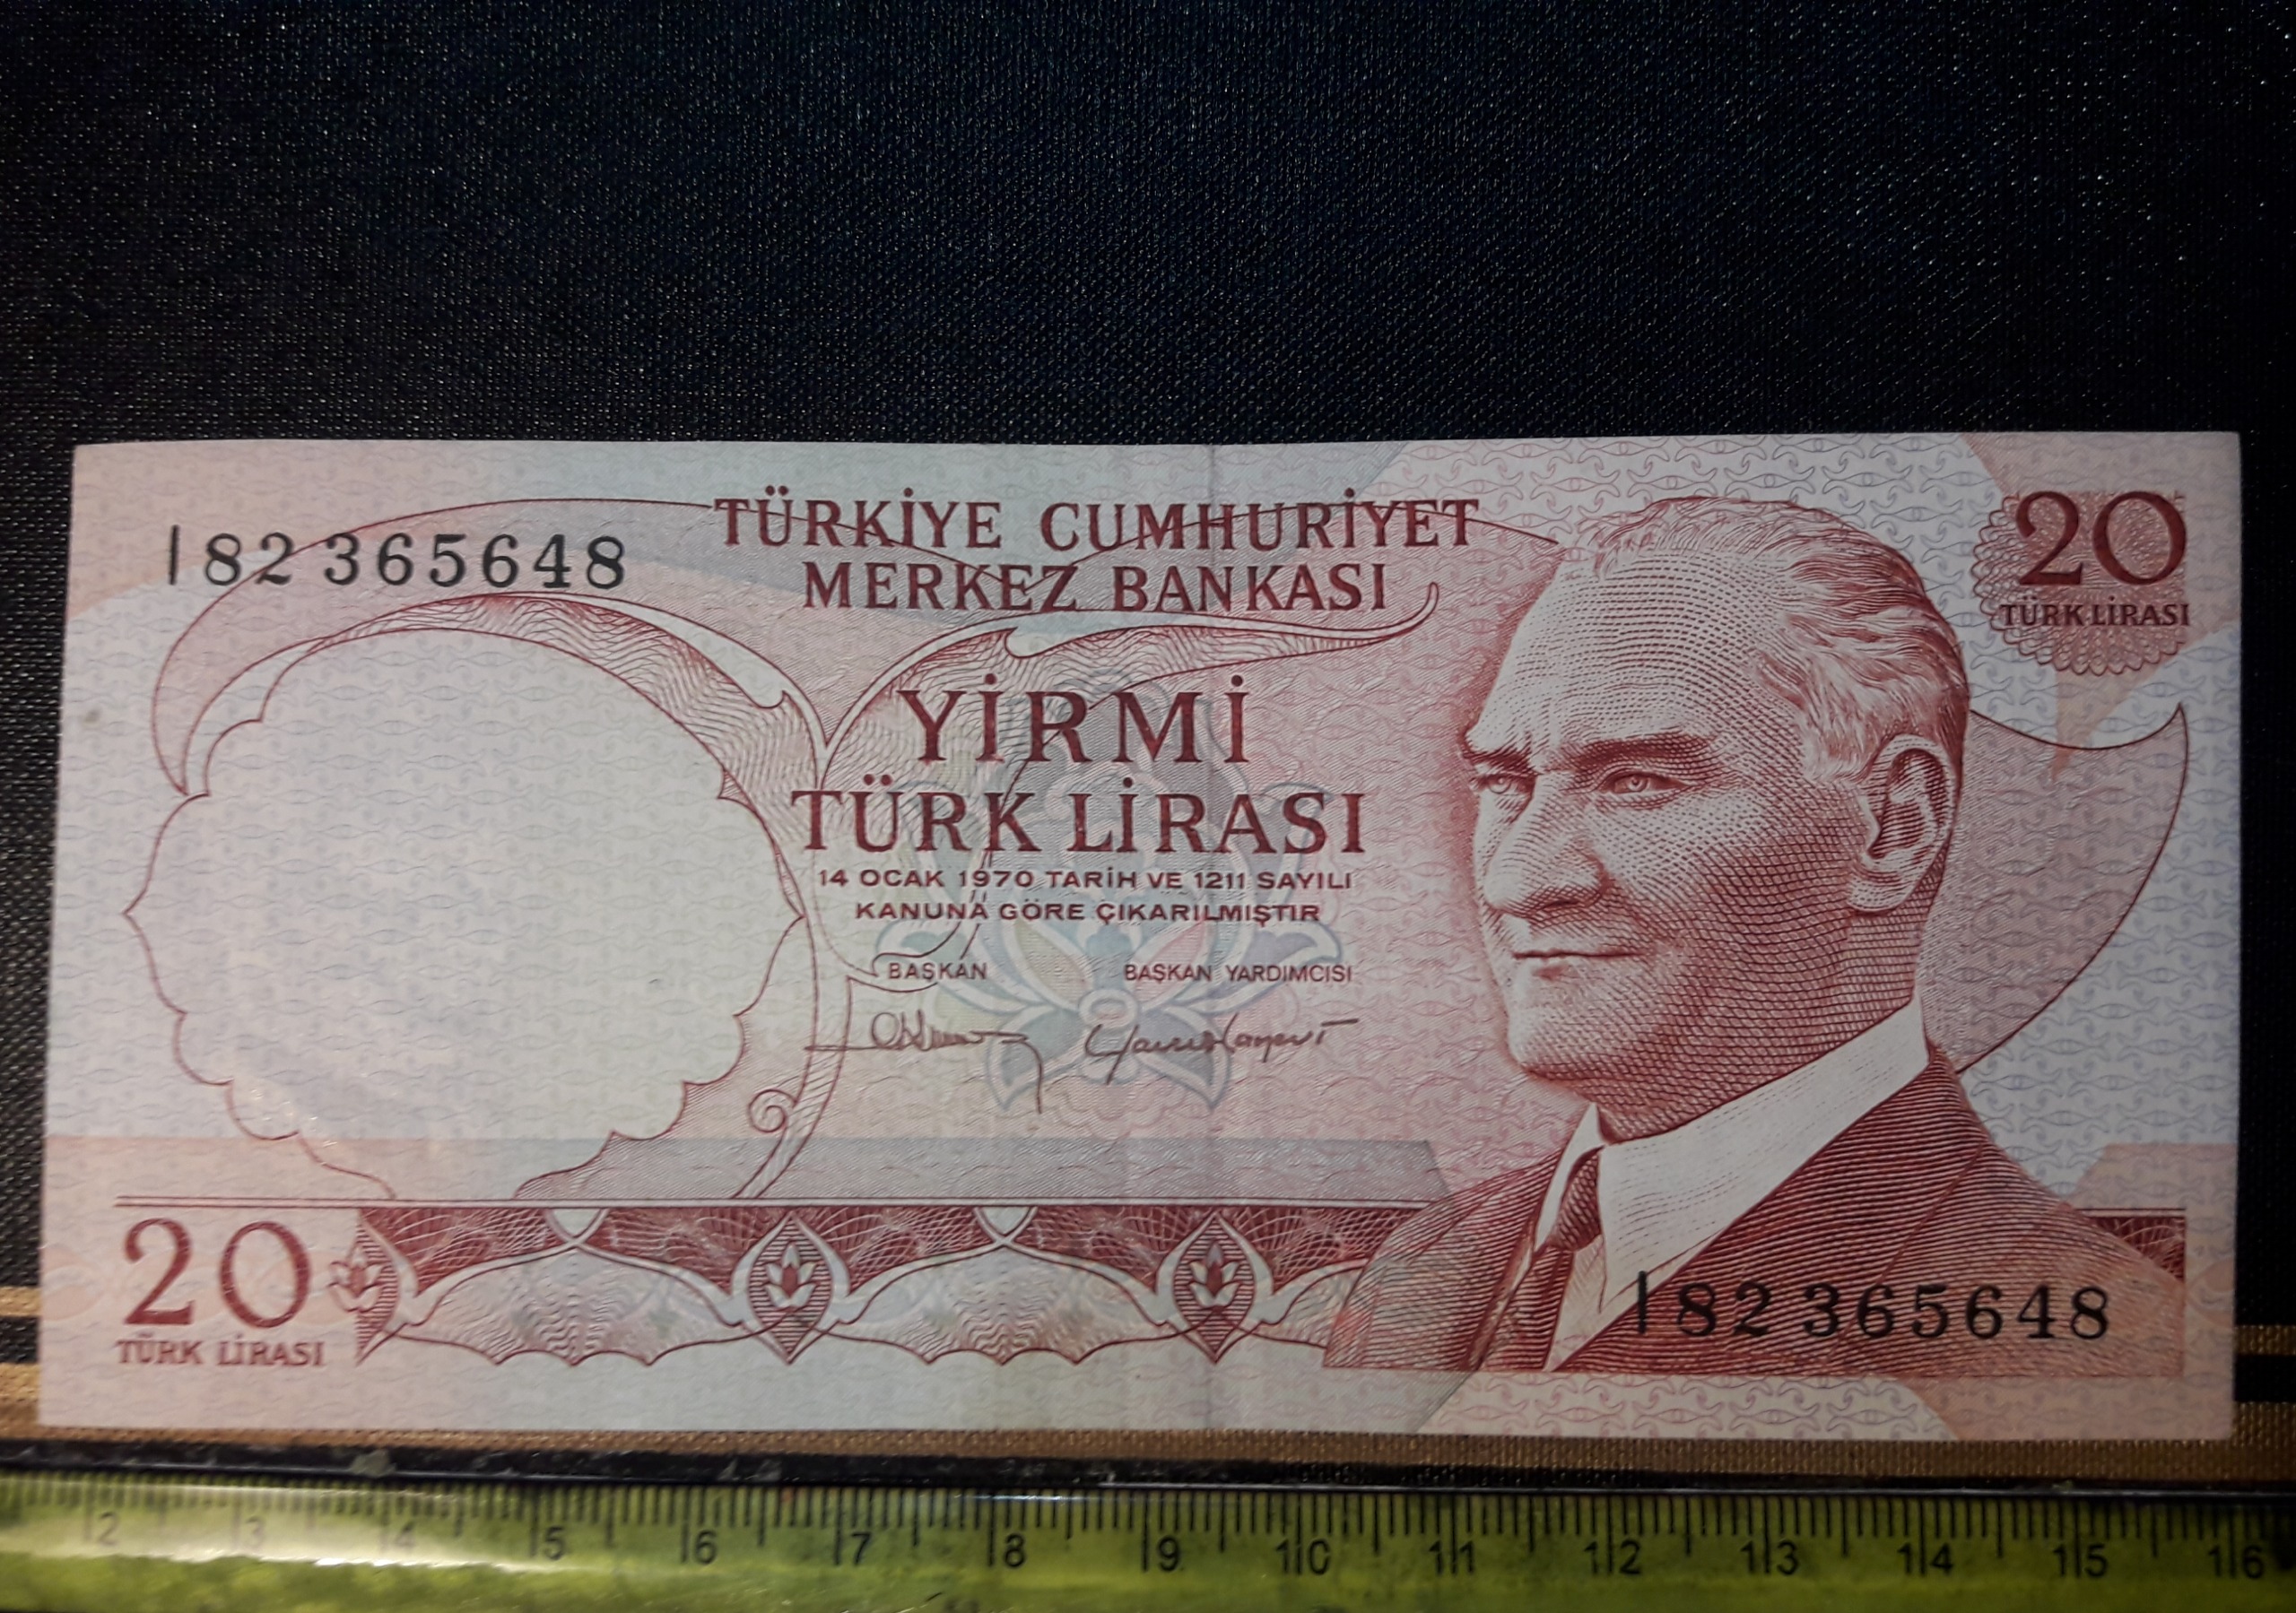 I82 365648
TÜRKİYE CUMHURİYET
MERKEZ BANKASI
20
TÜRK LİRASI
YİRMİ
TÜRK LİRASI
14 OCAK 1970 TARİH VE 1211 SAYILI
KANUNA GÖRE ÇIKARILMIŞTIR
BAŞKAN BAŞKAN YARDIMCISI
20
TÜRK LİRASI
I82 365648
2 3 4 5 6 7 8 9 10 11 12 13 14 15 16